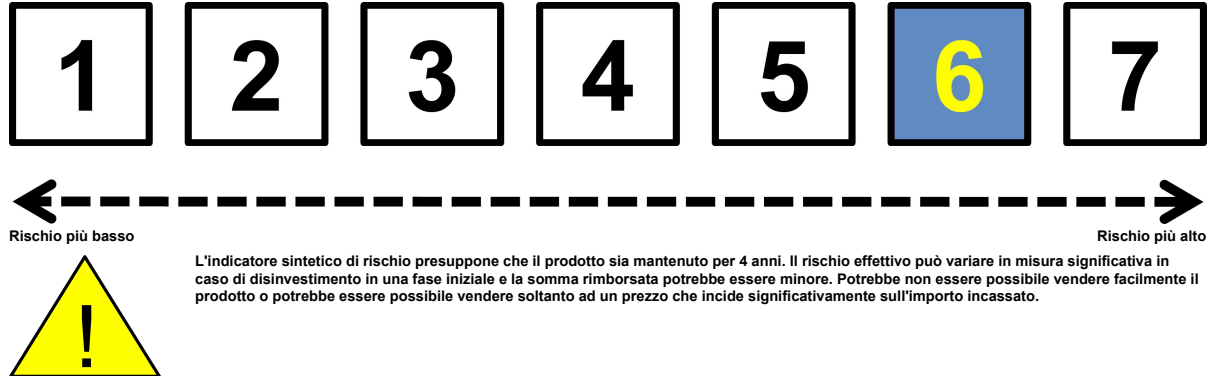 1 2 3 4 5 6 7
Rischio più basso Rischio più alto
L'indicatore sintetico di rischio presuppone che il prodotto sia mantenuto per 4 anni. Il rischio effettivo può variare in misura significativa in
caso di disinvestimento in una fase iniziale e la somma rimborsata potrebbe essere minore. Potrebbe non essere possibile vendere facilmente il
prodotto o potrebbe essere possibile vendere soltanto ad un prezzo che incide significativamente sull'importo incassato.
!